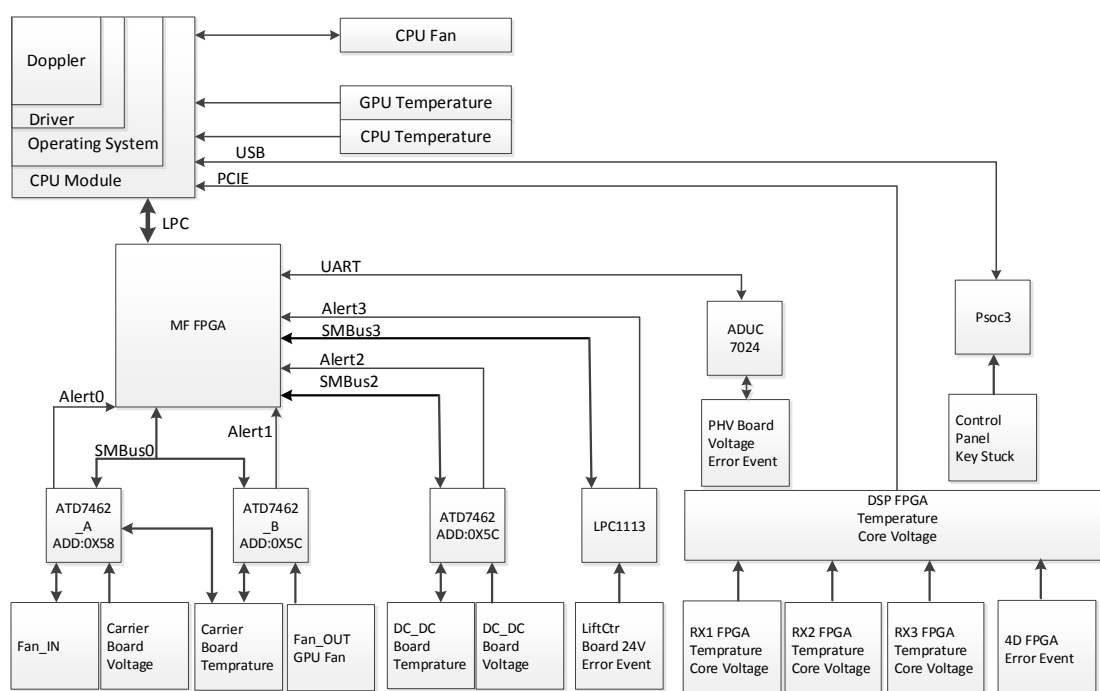 Doppler
Driver
Operating System
CPU Module
CPU Fan
GPU Temperature
CPU Temperature
USB
PCIE
LPC
MF FPGA
UART
Alert3
SMBus3
Alert2
SMBus2
Alert0
SMBus0
Alert1
ADUC
7024
Psoc3
PHV Board
Voltage
Error Event
Control
Panel
Key Stuck
ATD7462
_A
ADD:0X58
ATD7462
_B
ADD:0X5C
ATD7462
ADD:0X5C
LPC1113
DSP FPGA
Temperature
Core Voltage
Fan_IN
Carrier
Board
Voltage
Carrier
Board
Temprature
Fan_OUT
GPU Fan
DC_DC
Board
Temprature
DC_DC
Board
Voltage
LiftCtr
Board 24V
Error Event
RX1 FPGA
Temprature
Core Voltage
RX2 FPGA
Temprature
Core Voltage
RX3 FPGA
Temprature
Core Voltage
4D FPGA
Error Event